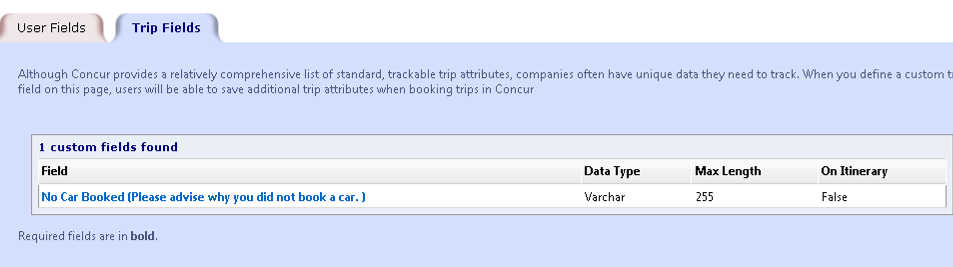 User Fields Trip Fields
Although Concur provides a relatively comprehensive list of standard, trackable trip attributes, companies often have unique data they need to track. When you define a custom
field on this page, users will be able to save additional trip attributes when booking trips in Concur
1 custom fields found
Field Data Type Max Length On Itinerary
No Car Booked (Please advise why you did not book a car. ) Varchar 255 False
Required fields are in bold.